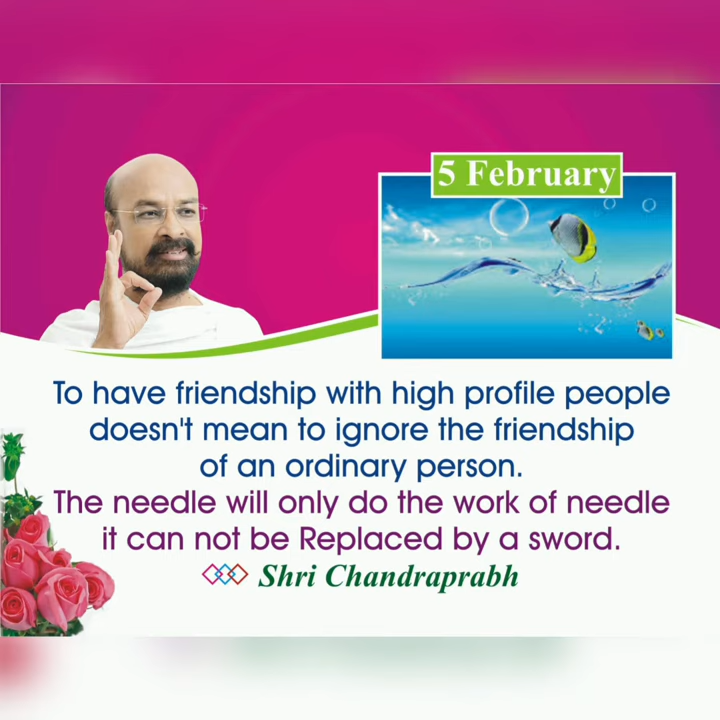 5 February
To have friendship with high profile people
doesn't mean to ignore the friendship
of an ordinary person.
The needle will only do the work of needle
it can not be Replaced by a sword.
Shri Chandraprabh